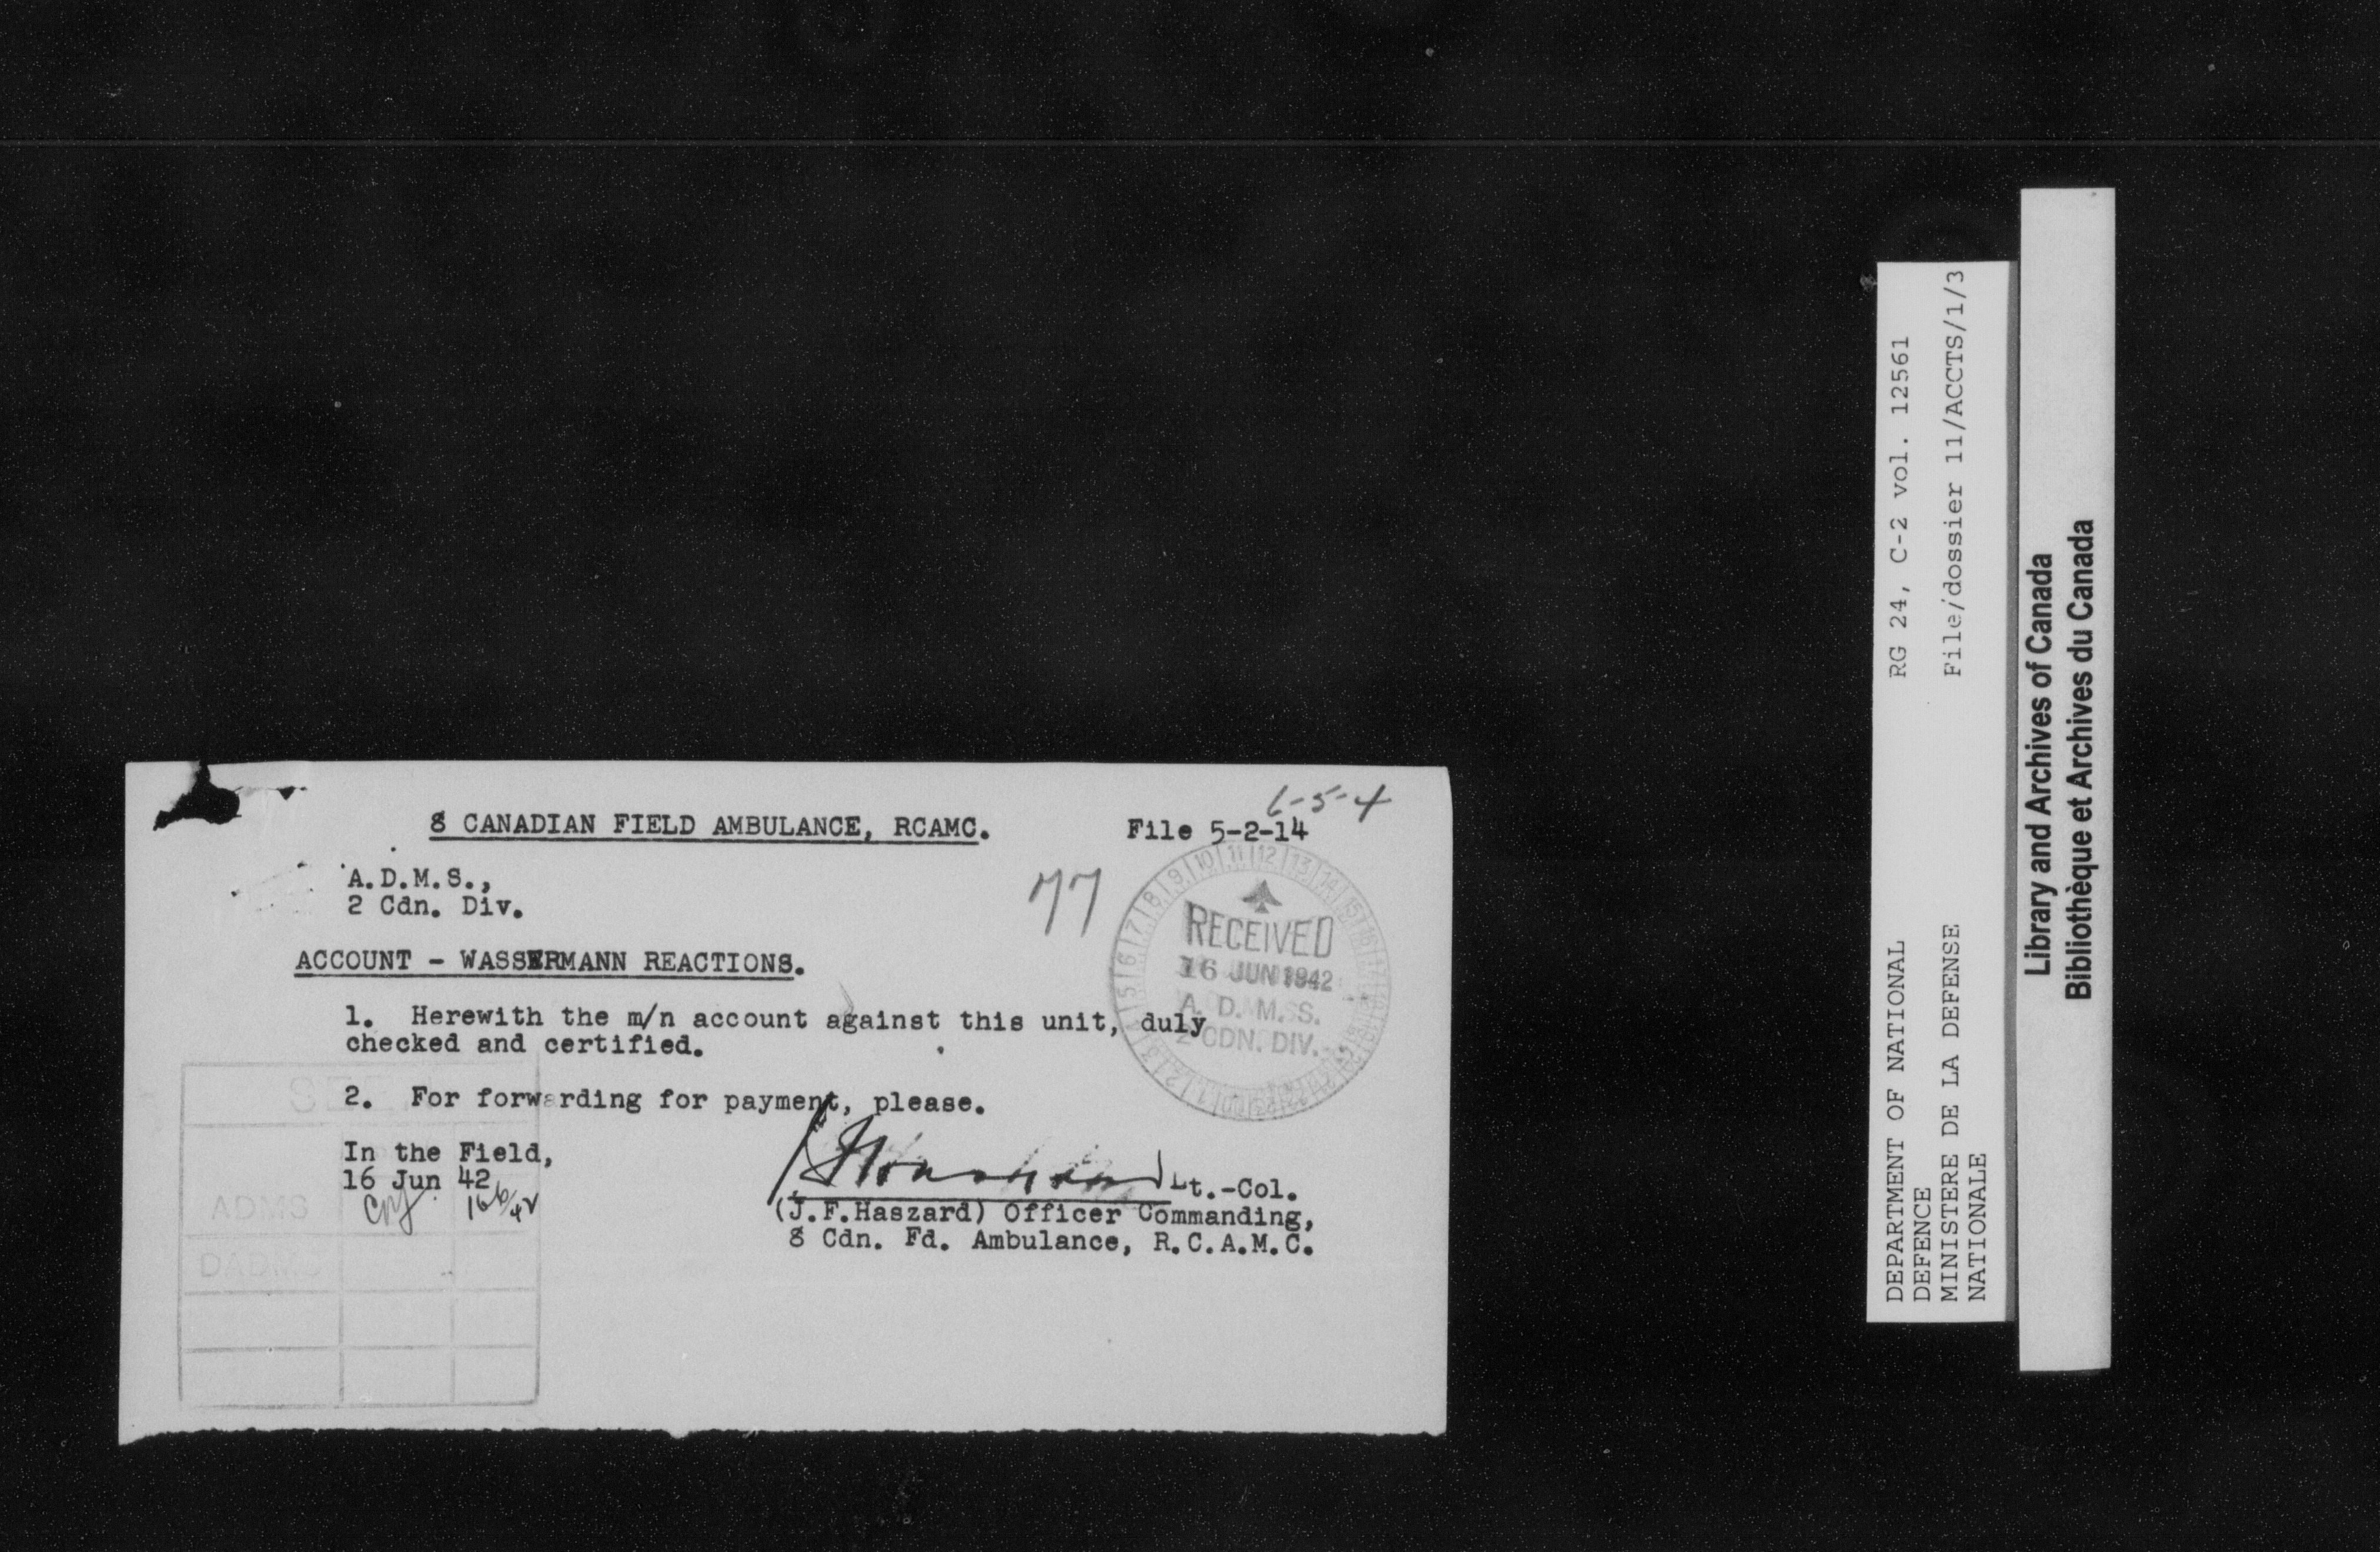 6-5-4
8 CANADIAN FIELD AMBULANCE, RCAMC.
File 5-2-14
A.D.M.S.,
2 Cdn. Div.
77
RECEIVED
16 JUN 1942
A. D. M. S.
2 CDN. DIV.
ACCOUNT - WASSERMANN REACTIONS.
1. Herewith the m/n account against this unit, duly
checked and certified.
2. For forwarding for payment, please.
In the Field,
16 Jun 42
16/6/42
Lt.-Col.
(J.F.Haszard) Officer Commanding,
8 Cdn. Fd. Ambulance, R.C.A.M.C.
SEEN
ADMS
DADMS
DEPARTMENT OF NATIONAL
DEFENCE
MINISTERE DE LA DEFENSE
NATIONALE
RG 24, C-2 vol. 12561
File/dossier 11/ACCTS/1/3
Library and Archives of Canada
Bibliothèque et Archives du Canada